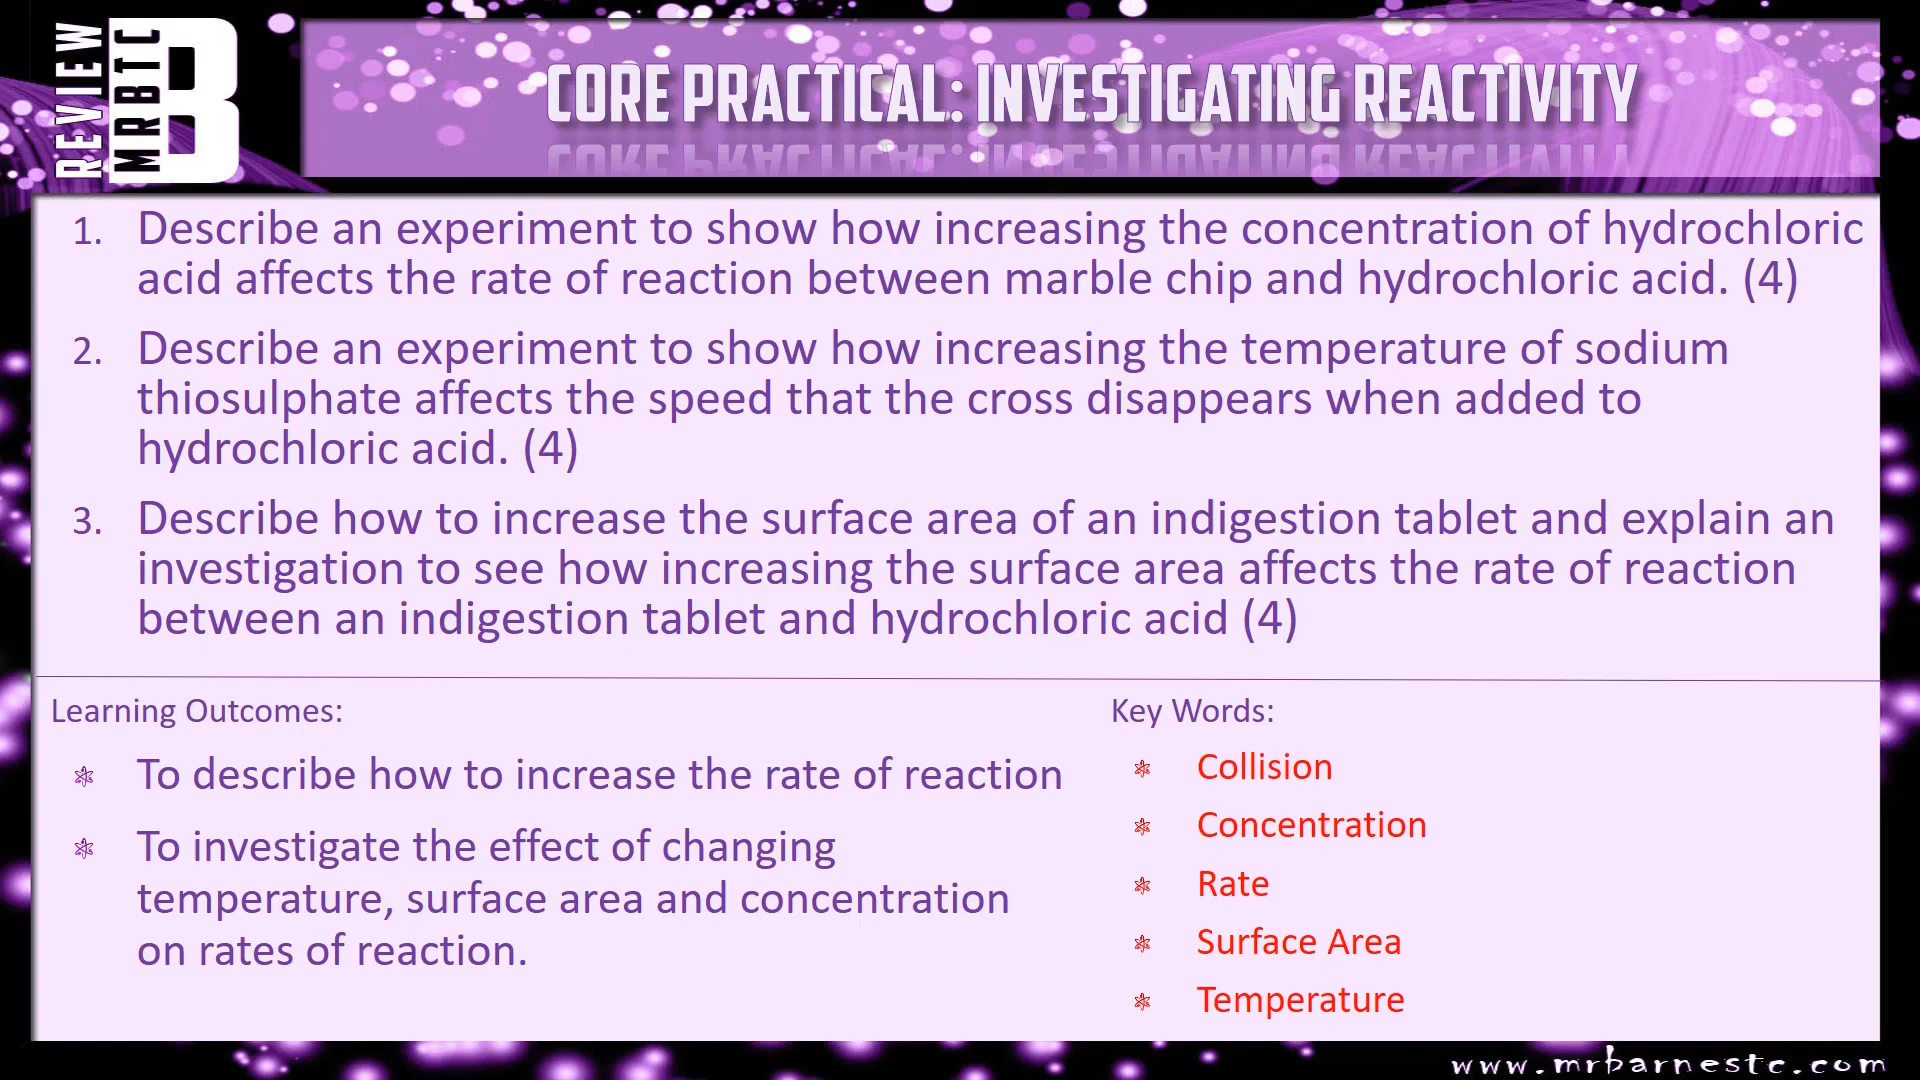 REVIEW
MRBTC
B
CORE PRACTICAL: INVESTIGATING REACTIVITY
1. Describe an experiment to show how increasing the concentration of hydrochloric
acid affects the rate of reaction between marble chip and hydrochloric acid. (4)
2. Describe an experiment to show how increasing the temperature of sodium
thiosulphate affects the speed that the cross disappears when added to
hydrochloric acid. (4)
3. Describe how to increase the surface area of an indigestion tablet and explain an
investigation to see how increasing the surface area affects the rate of reaction
between an indigestion tablet and hydrochloric acid (4)
Learning Outcomes:
To describe how to increase the rate of reaction
To investigate the effect of changing
temperature, surface area and concentration
on rates of reaction.
Key Words:
Collision
Concentration
Rate
Surface Area
Temperature
www.mrbarnestc.com